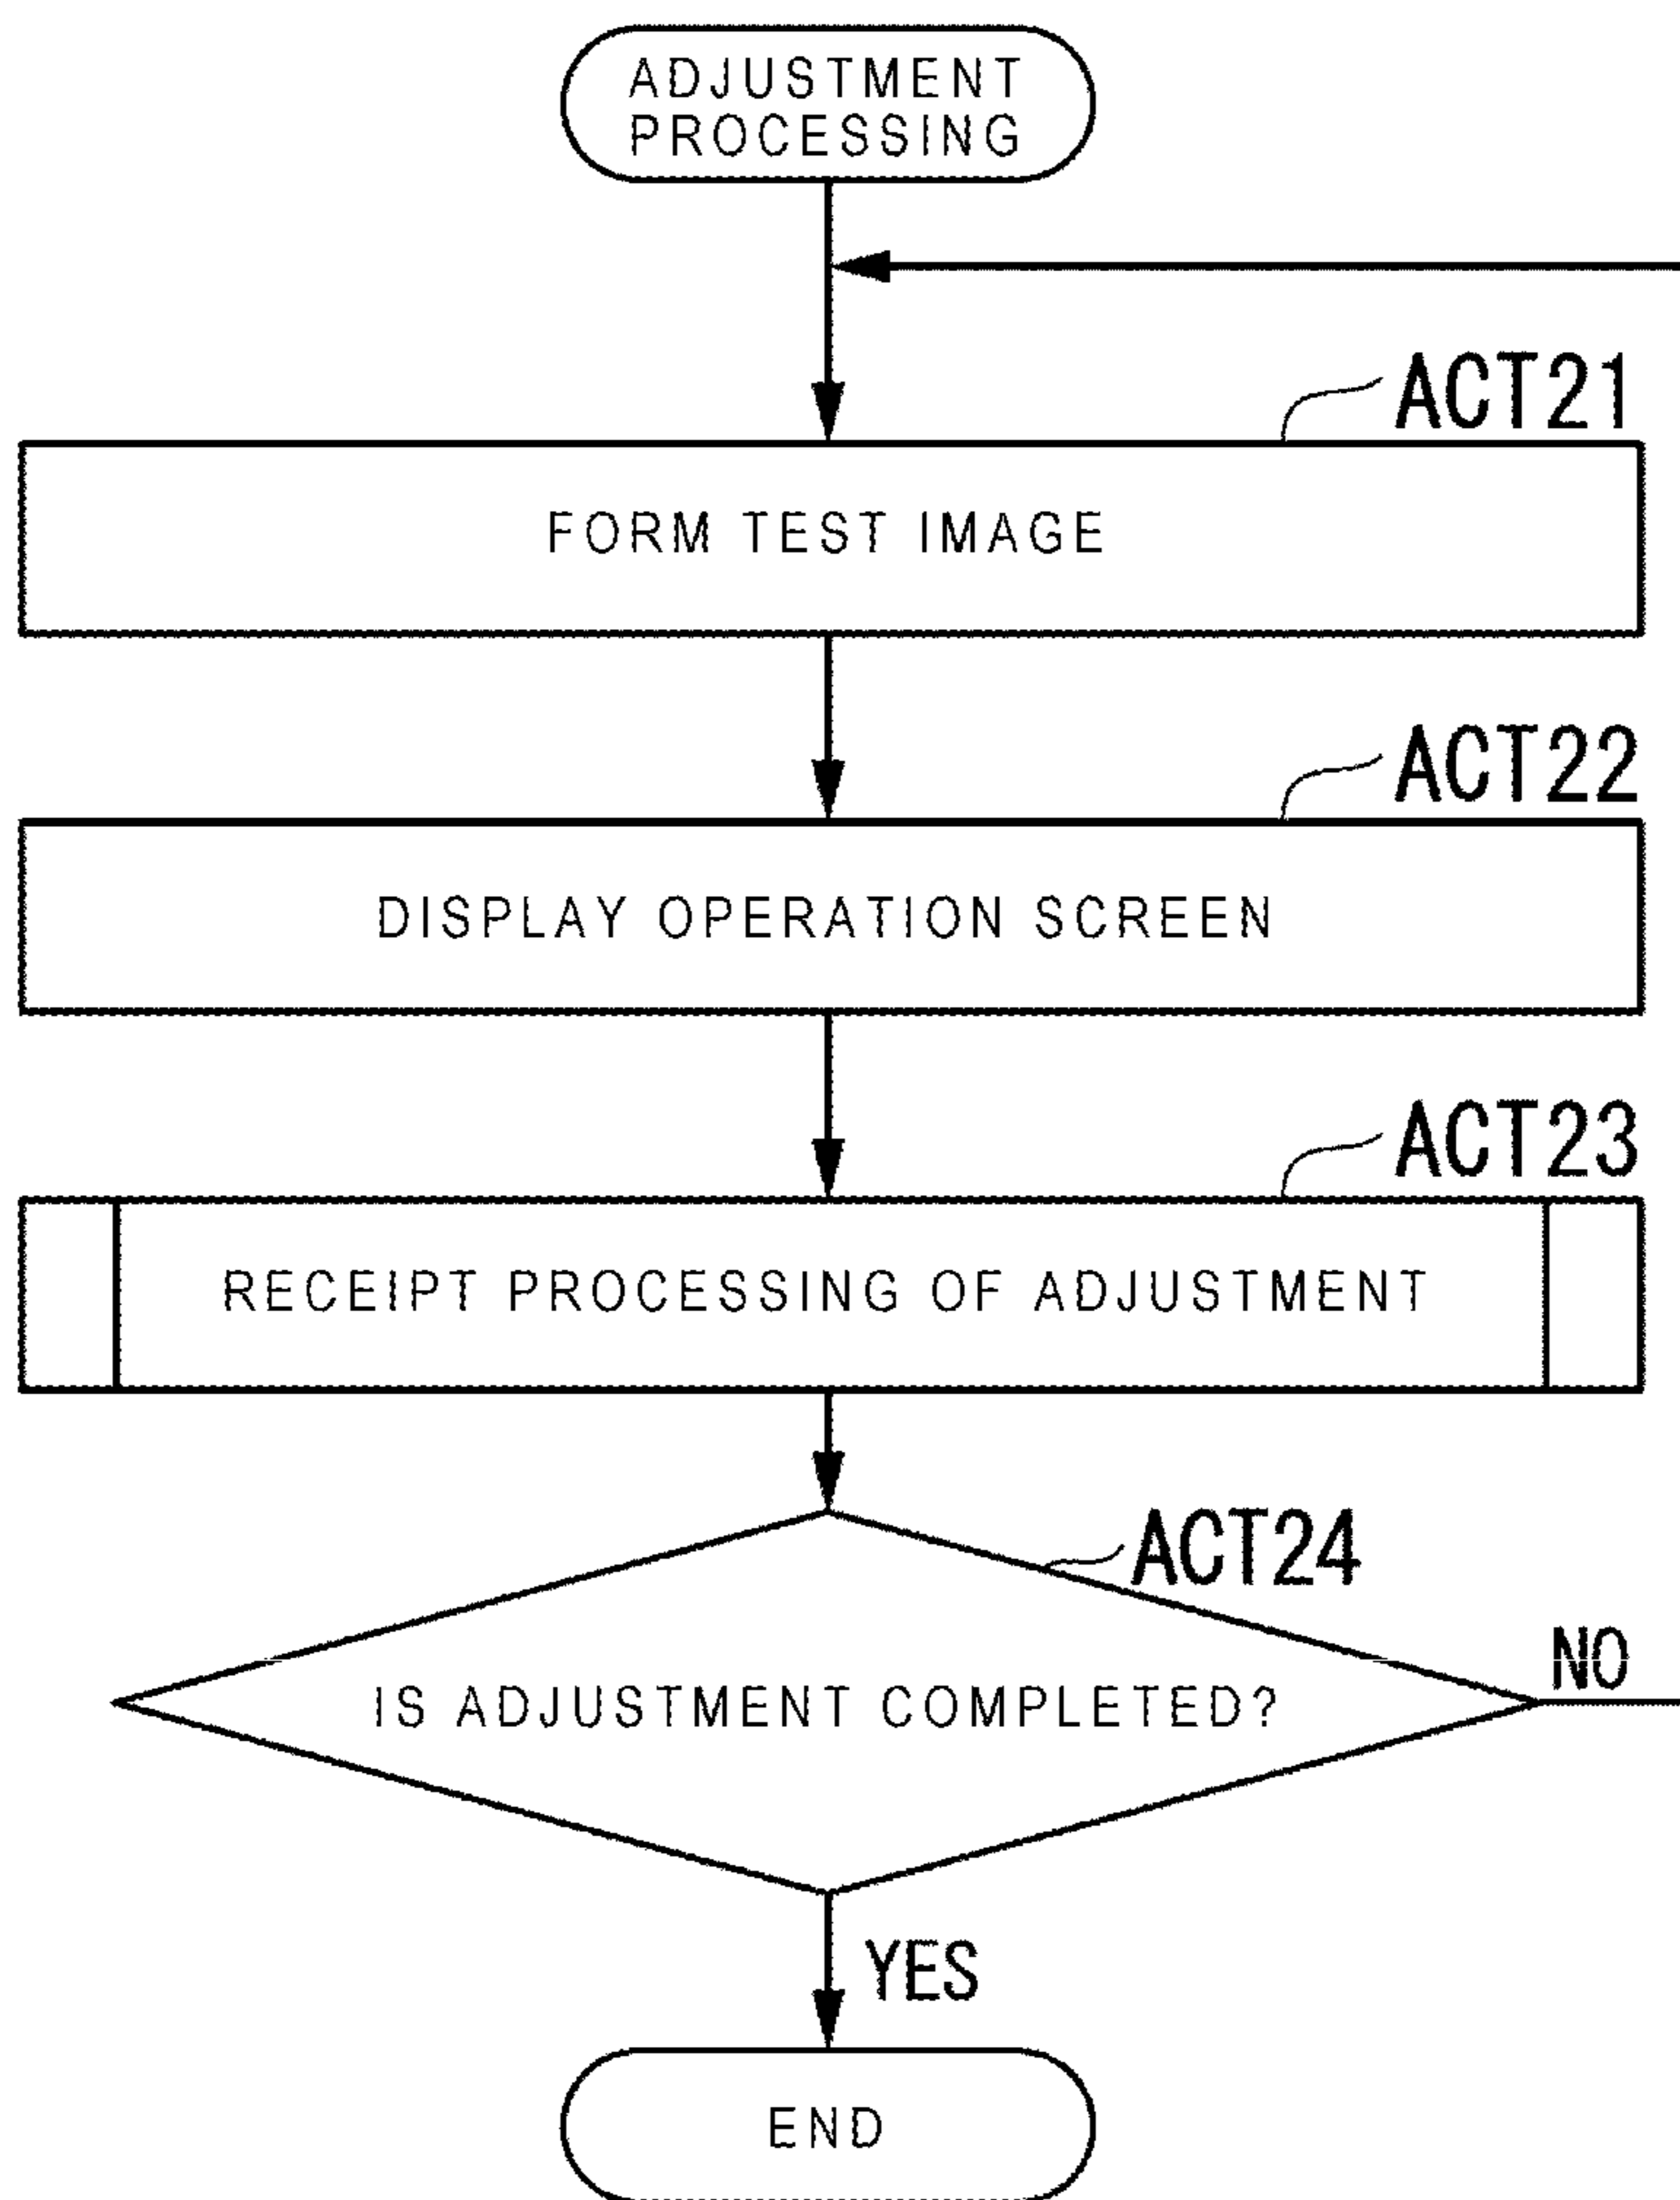 ADJUSTMENT
PROCESSING
ACT21
FORM TEST IMAGE
ACT22
DISPLAY OPERATION SCREEN
ACT23
RECEIPT PROCESSING OF ADJUSTMENT
ACT24
NO
IS ADJUSTMENT COMPLETED?
YES
END